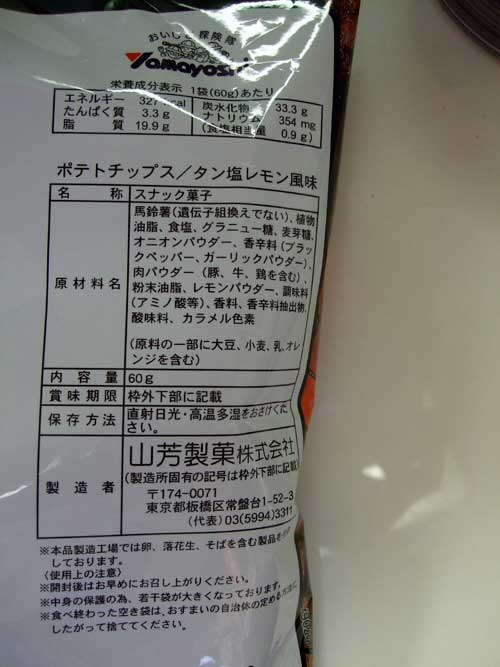 おいしさ探険隊
Yamayoshi
栄養成分表示 1袋(60g)あたり
エネルギー 327 kcal 炭水化物 33.3 g
たんぱく質 3.3 g ナトリウム 354 mg
脂 質 19.9 g (食塩相当量 0.9 g)
ポテトチップス/タン塩レモン風味
名 称 スナック菓子
原材料名 馬鈴薯(遺伝子組換えでない)、植物
油脂、食塩、グラニュー糖、麦芽糖、
オニオンパウダー、香辛料(ブラッ
クペッパー、ガーリックパウダー)、
肉パウダー(豚、牛、鶏を含む)、
粉末油脂、レモンパウダー、調味料
(アミノ酸等)、香料、香辛料抽出物、
酸味料、カラメル色素
(原料の一部に大豆、小麦、乳、オレ
ンジを含む)
内容量 60g
賞味期限 枠外下部に記載
保存方法 直射日光・高温多湿をおさけくだ
さい。
製造者 山芳製菓株式会社
(製造所固有の記号は枠外下部に記載)
〒174-0071
東京都板橋区常盤台1-52-3
(代表) 03(5994)3311
※本品製造工場では卵、落花生、そばを含む製品を
しております。
(使用上の注意)
※開封後はお早めにお召し上がりください。
※中身の保護の為、若干袋が大きくなっております。
※食べ終わった空き袋は、おすまいの自治体の定める方法に
したがって捨ててください。